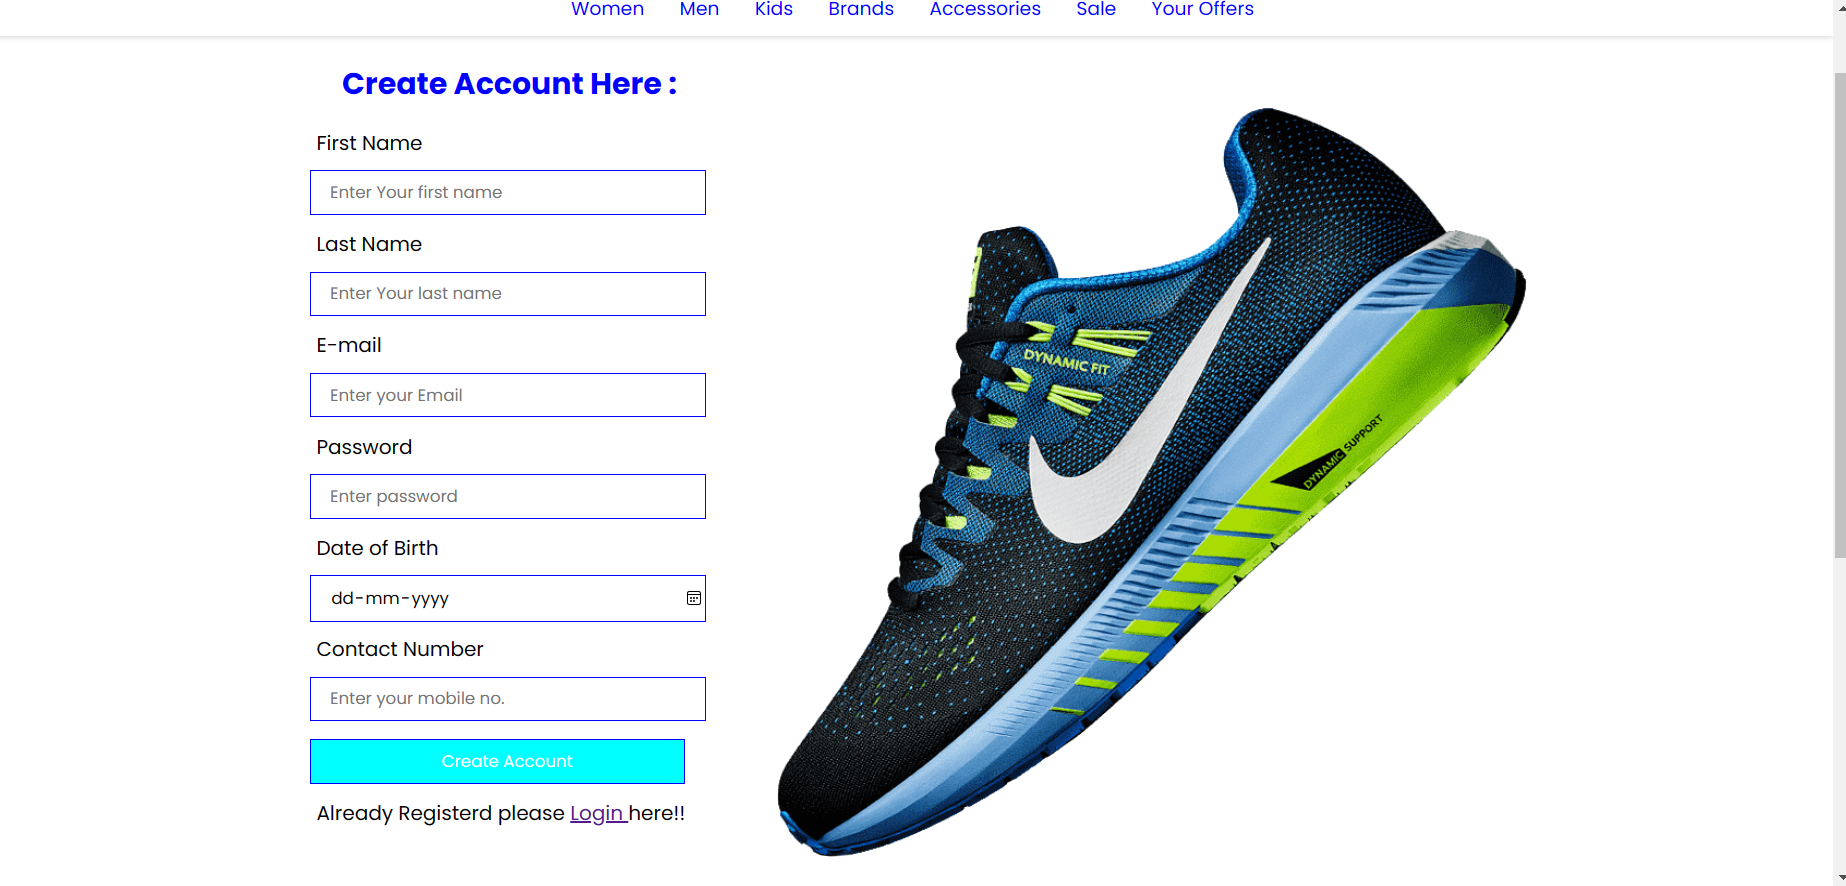 Women Men Kids Brands Accessories Sale Your Offers
Create Account Here :
First Name
Enter Your first name
Last Name
Enter Your last name
E-mail
Enter your Email
Password
Enter password
Date of Birth
dd-mm-yyyy
Contact Number
Enter your mobile no.
Create Account
Already Registerd please Login here!!
DYNAMIC FIT
DYNAMIC SUPPORT